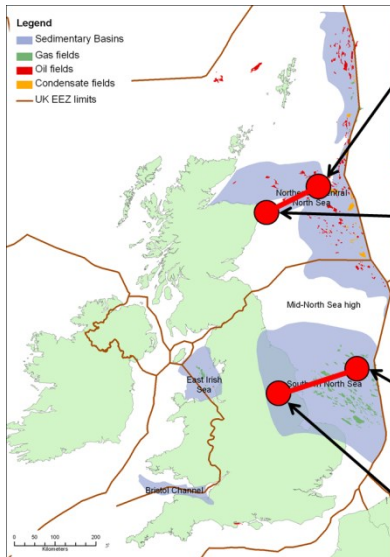 Legend
Sedimentary Basins
Gas fields
Oil fields
Condensate fields
UK EEZ limits
North Sea
Mid-North Sea high
East Irish
Sea
North Sea
Bristol Channel
0 50 100 200
Kilometers